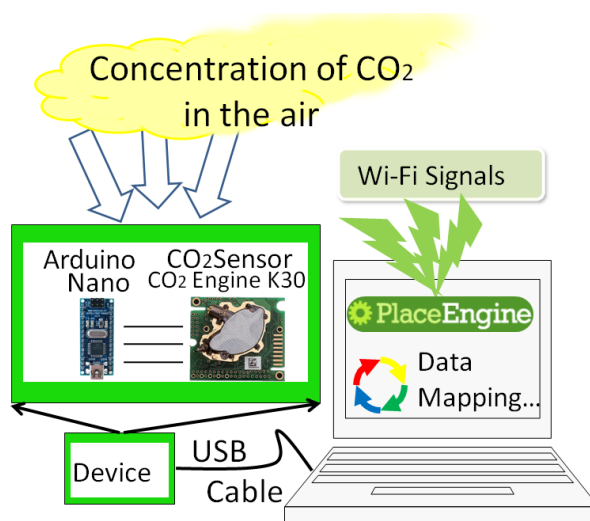 Concentration of CO₂
in the air
Wi-Fi Signals
Arduino
Nano
CO₂Sensor
CO₂ Engine K30
PlaceEngine
Data
Mapping...
Device
USB
Cable